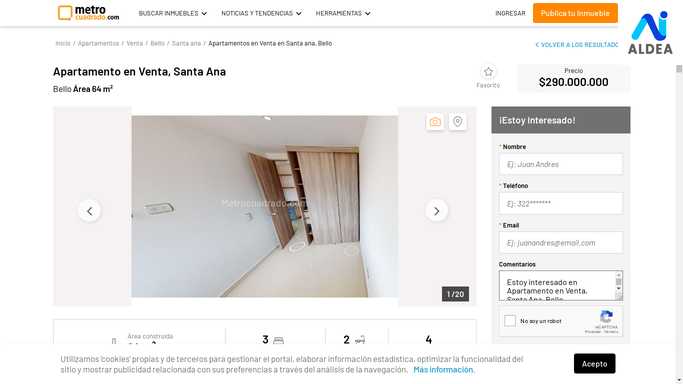 metro
cuadrado.com
BUSCAR INMUEBLES
NOTICIAS Y TENDENCIAS
HERRAMIENTAS
INGRESAR
Publica tu Inmueble
AI
ALDEA
Inicio / Apartamentos / Venta / Bello / Santa ana / Apartamentos en Venta en Santa ana, Bello
< VOLVER A LOS RESULTADO
Apartamento en Venta, Santa Ana
Bello Área 64 m²
Favorito
Precio
$290.000.000
Metrocuadrado.com
1 / 20
¡Estoy Interesado!
* Nombre
Ej: Juan Andres
* Teléfono
Ej: 322*******
* Email
Ej: juanandres@email.com
Comentarios
Estoy interesado en
Apartamento en Venta,
Santa Ana, Bello
No soy un robot
reCAPTCHA
Privacidad - Términos
Área construida
3
2
4
Utilizamos 'cookies' propias y de terceros para gestionar el portal, elaborar información estadística, optimizar la funcionalidad del
sitio y mostrar publicidad relacionada con sus preferencias a través del análisis de la navegación. Más información.
Acepto